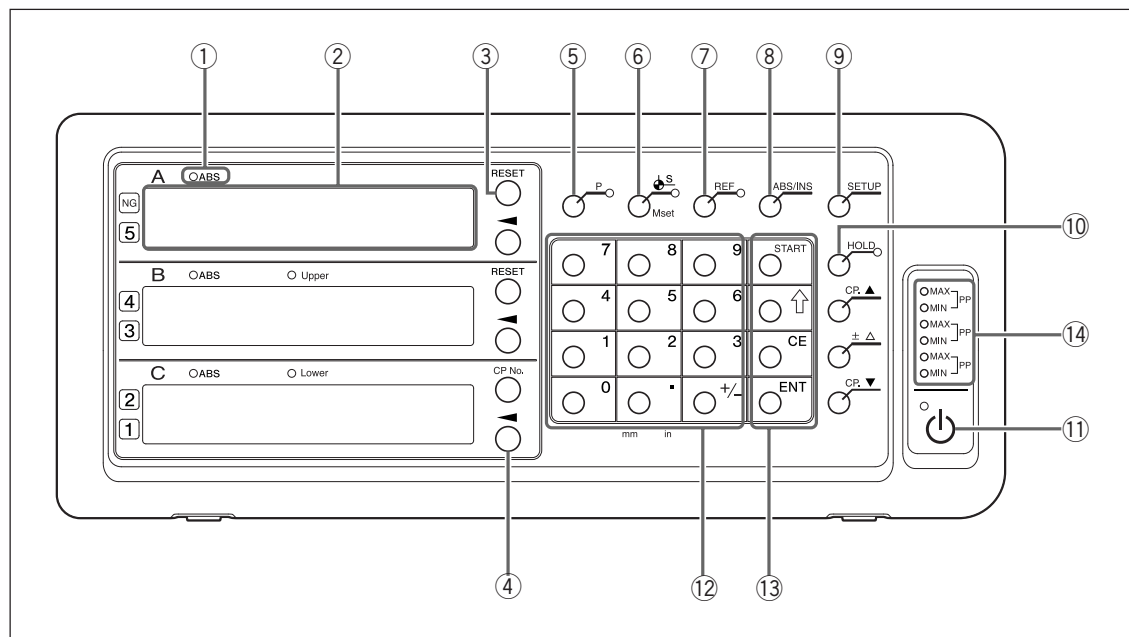 ① ② ③ ⑤ ⑥ ⑦ ⑧ ⑨
A ABS RESET
NG
5
P S Mset REF ABS/INS SETUP
B ABS Upper RESET
4
3
C ABS Lower CP No.
2
1
7 8 9 START
4 5 6 ⇧
1 2 3 CE
0 . +/- ENT
mm in
HOLD
CP. ▲
± △
CP. ▼
⑩
MAX PP
MIN
MAX PP
MIN
MAX PP
MIN
⑭
⑪
④ ⑫ ⑬